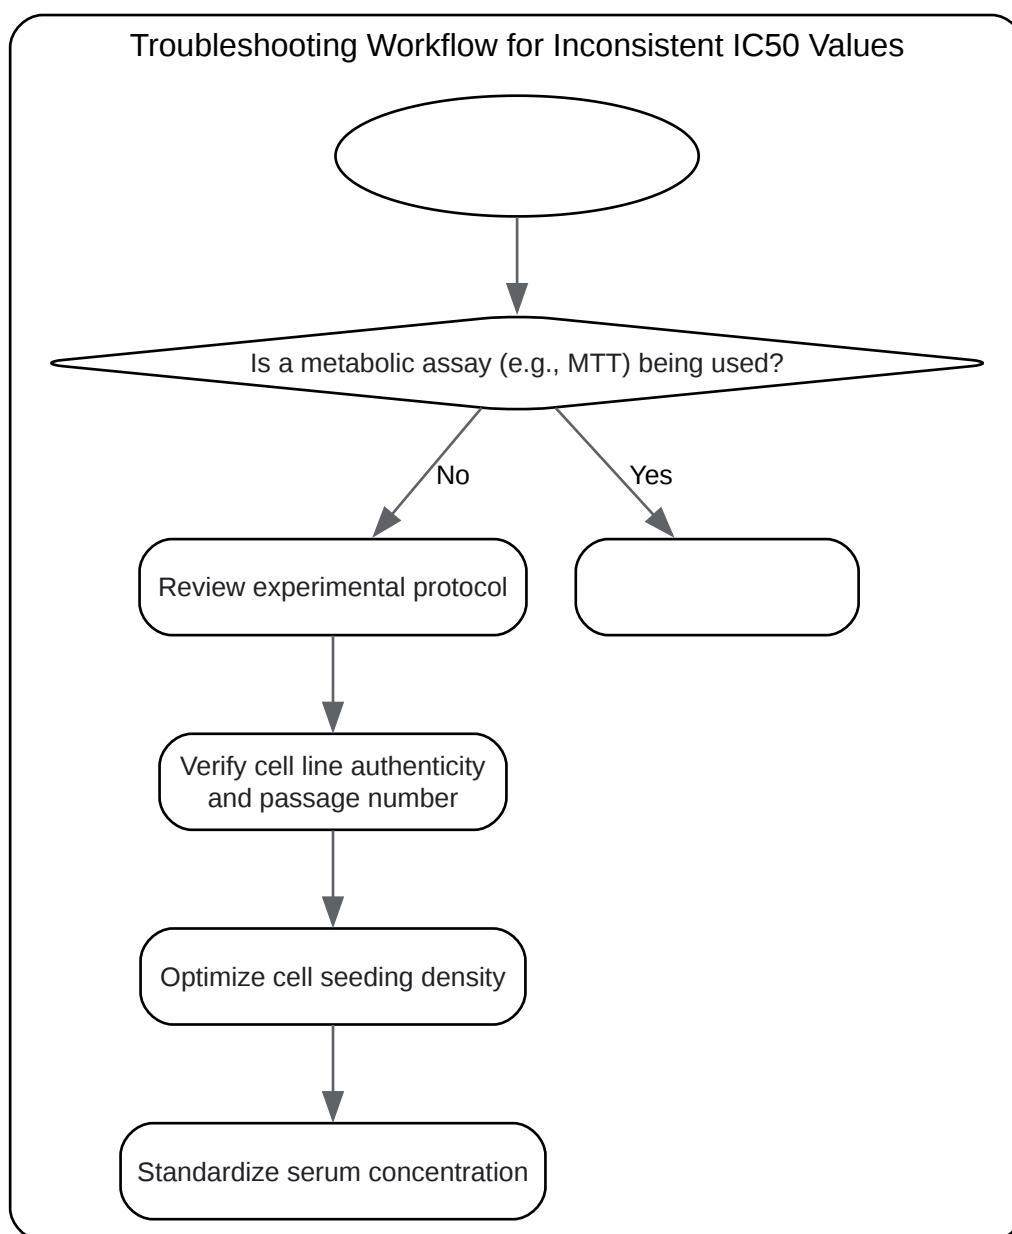 Troubleshooting Workflow for Inconsistent IC50 Values
Is a metabolic assay (e.g., MTT) being used?
No
Yes
Review experimental protocol
Verify cell line authenticity
and passage number
Optimize cell seeding density
Standardize serum concentration